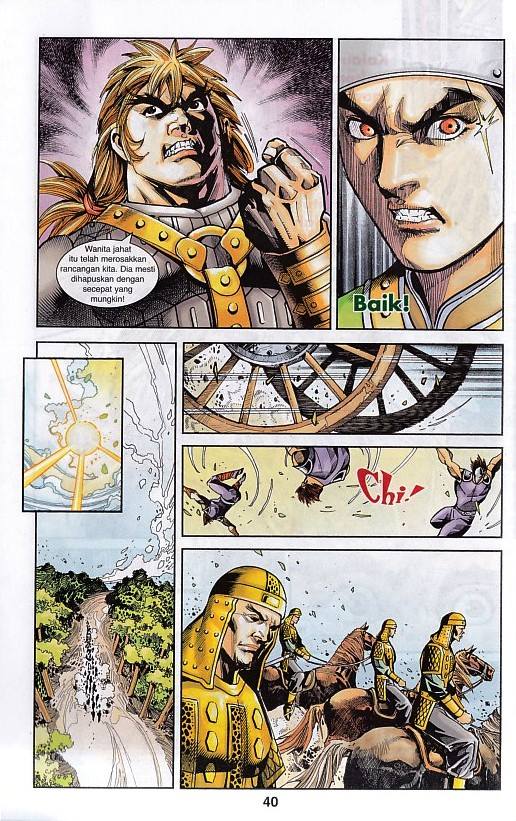 Wanita jahat
itu telah merosakkan
rancangan kita. Dia mesti
dihapuskan dengan
secepat yang
mungkin!
Baik!
Chi!
40